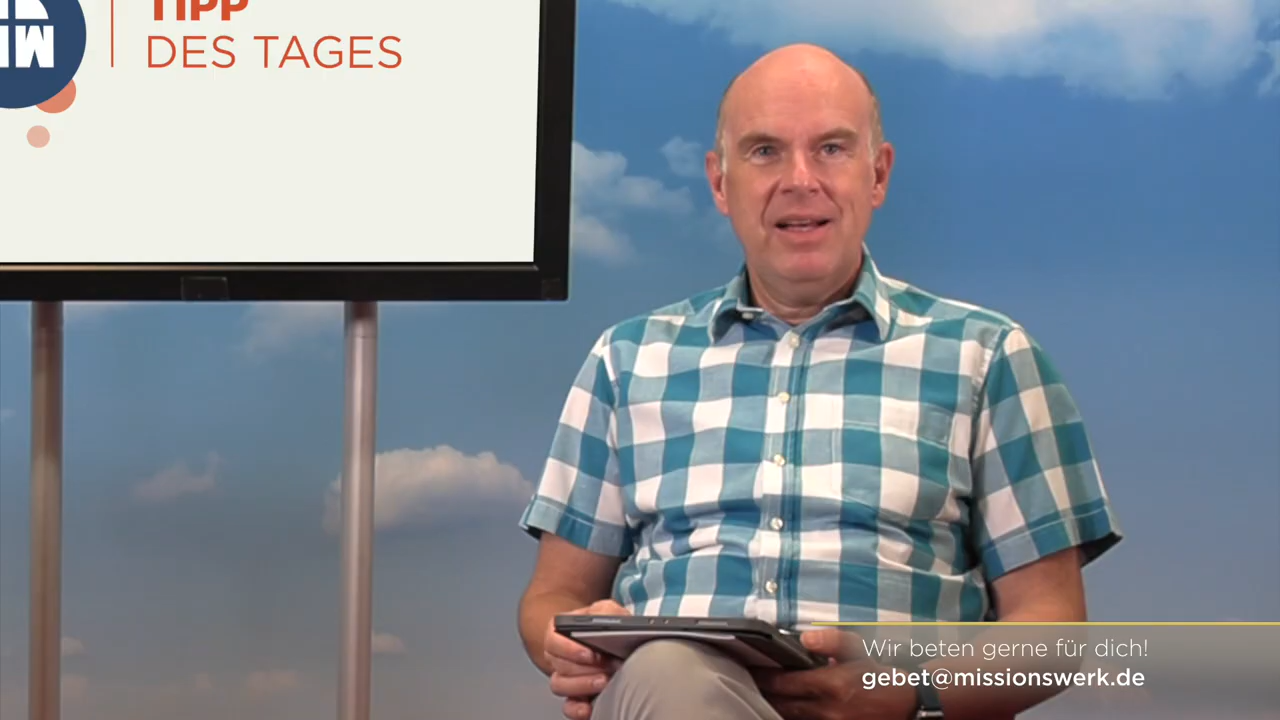 TIPP
DES TAGES
Wir beten gerne für dich!
gebet@missionswerk.de